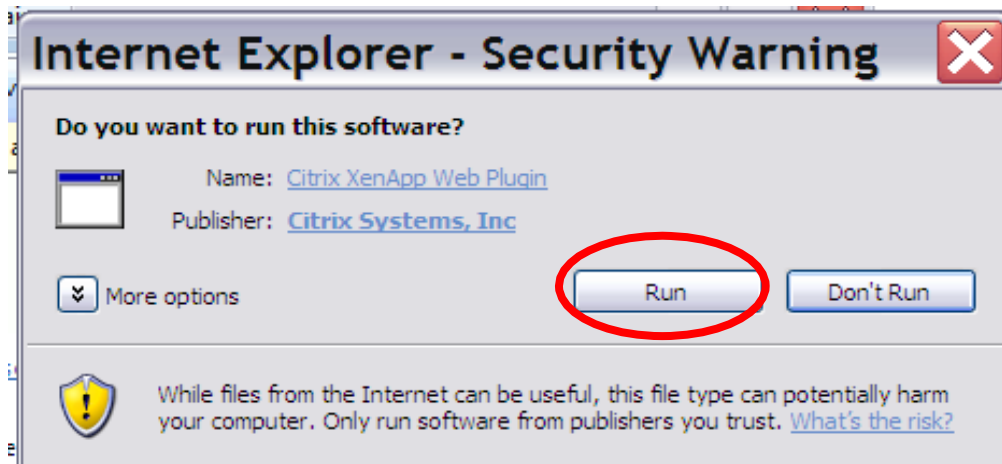 Internet Explorer - Security Warning
Do you want to run this software?
Name: Citrix XenApp Web Plugin
Publisher: Citrix Systems, Inc
More options
Run
Don't Run
While files from the Internet can be useful, this file type can potentially harm
your computer. Only run software from publishers you trust. What's the risk?